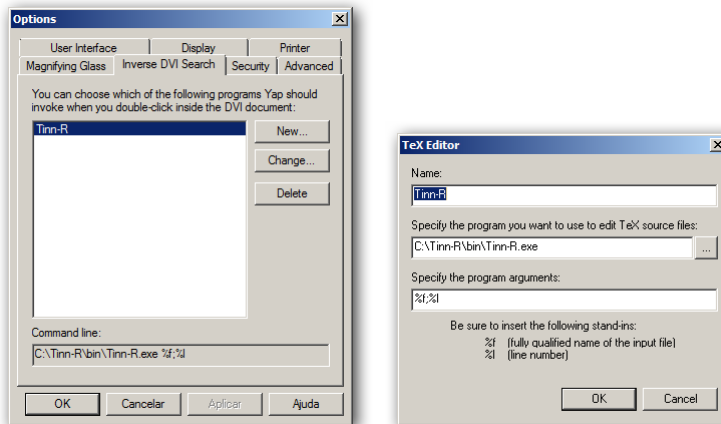 Options
User Interface Display Printer
Magnifying Glass Inverse DVI Search Security Advanced
You can choose which of the following programs Yap should
invoke when you double-click inside the DVI document:
Tinn-R
New...
Change...
Delete
Command line:
C:\Tinn-R\bin\Tinn-R.exe %f;%l
OK Cancelar Aplicar Ajuda
TeX Editor
Name:
Tinn-R
Specify the program you want to use to edit TeX source files:
C:\Tinn-R\bin\Tinn-R.exe ...
Specify the program arguments:
%f;%l
Be sure to insert the following stand-ins:
%f (fully qualified name of the input file)
%l (line number)
OK Cancel